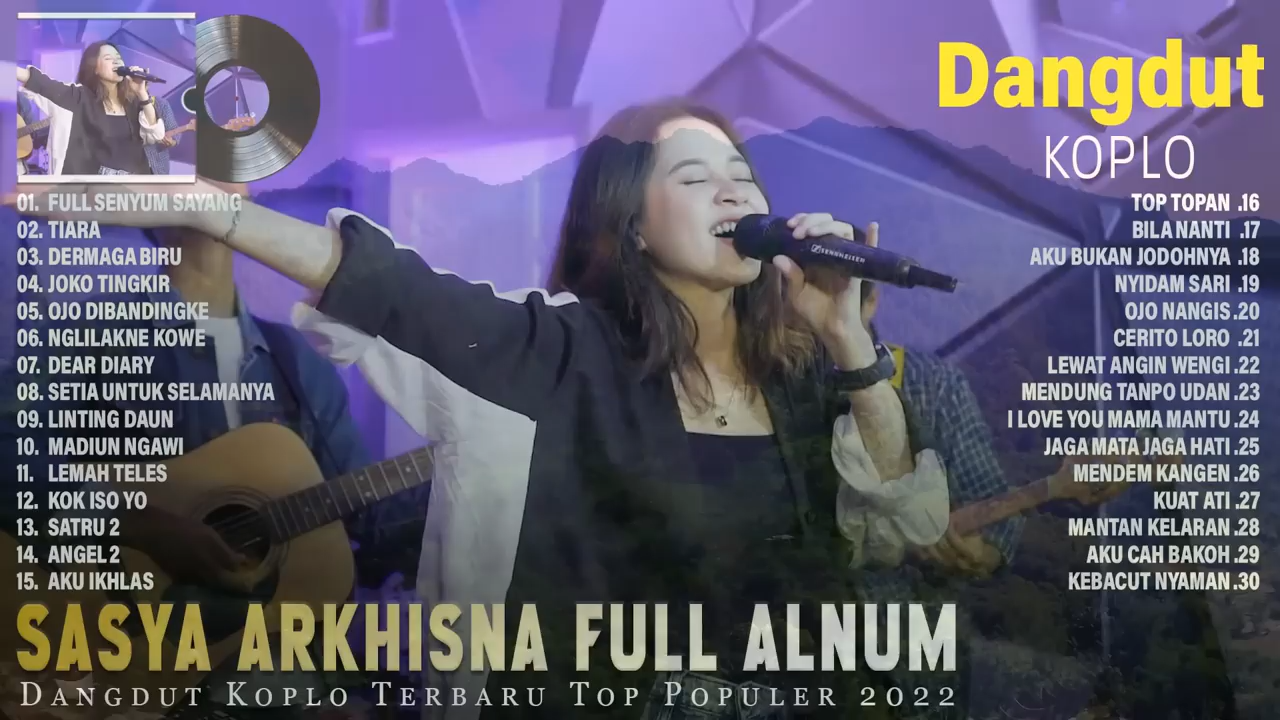 Dangdut
KOPLO
01. FULL SENYUM SAYANG
02. TIARA
03. DERMAGA BIRU
04. JOKO TINGKIR
05. OJO DIBANDINGKE
06. NGLILAKNE KOWE
07. DEAR DIARY
08. SETIA UNTUK SELAMANYA
09. LINTING DAUN
10. MADIUN NGAWI
11. LEMAH TELES
12. KOK ISO YO
13. SATRU 2
14. ANGEL 2
15. AKU IKHLAS
TOP TOPAN .16
BILA NANTI .17
AKU BUKAN JODOHNYA .18
NYIDAM SARI .19
OJO NANGIS .20
CERITO LORO .21
LEWAT ANGIN WENGI .22
MENDUNG TANPO UDAN .23
I LOVE YOU MAMA MANTU .24
JAGA MATA JAGA HATI .25
MENDEM KANGEN .26
KUAT ATI .27
MANTAN KELARAN .28
AKU CAH BAKOH .29
KEBACUT NYAMAN .30
SENNHEISER
SASYA ARKHISNA FULL ALNUM
DANGDUT KOPLO TERBARU TOP POPULER 2022